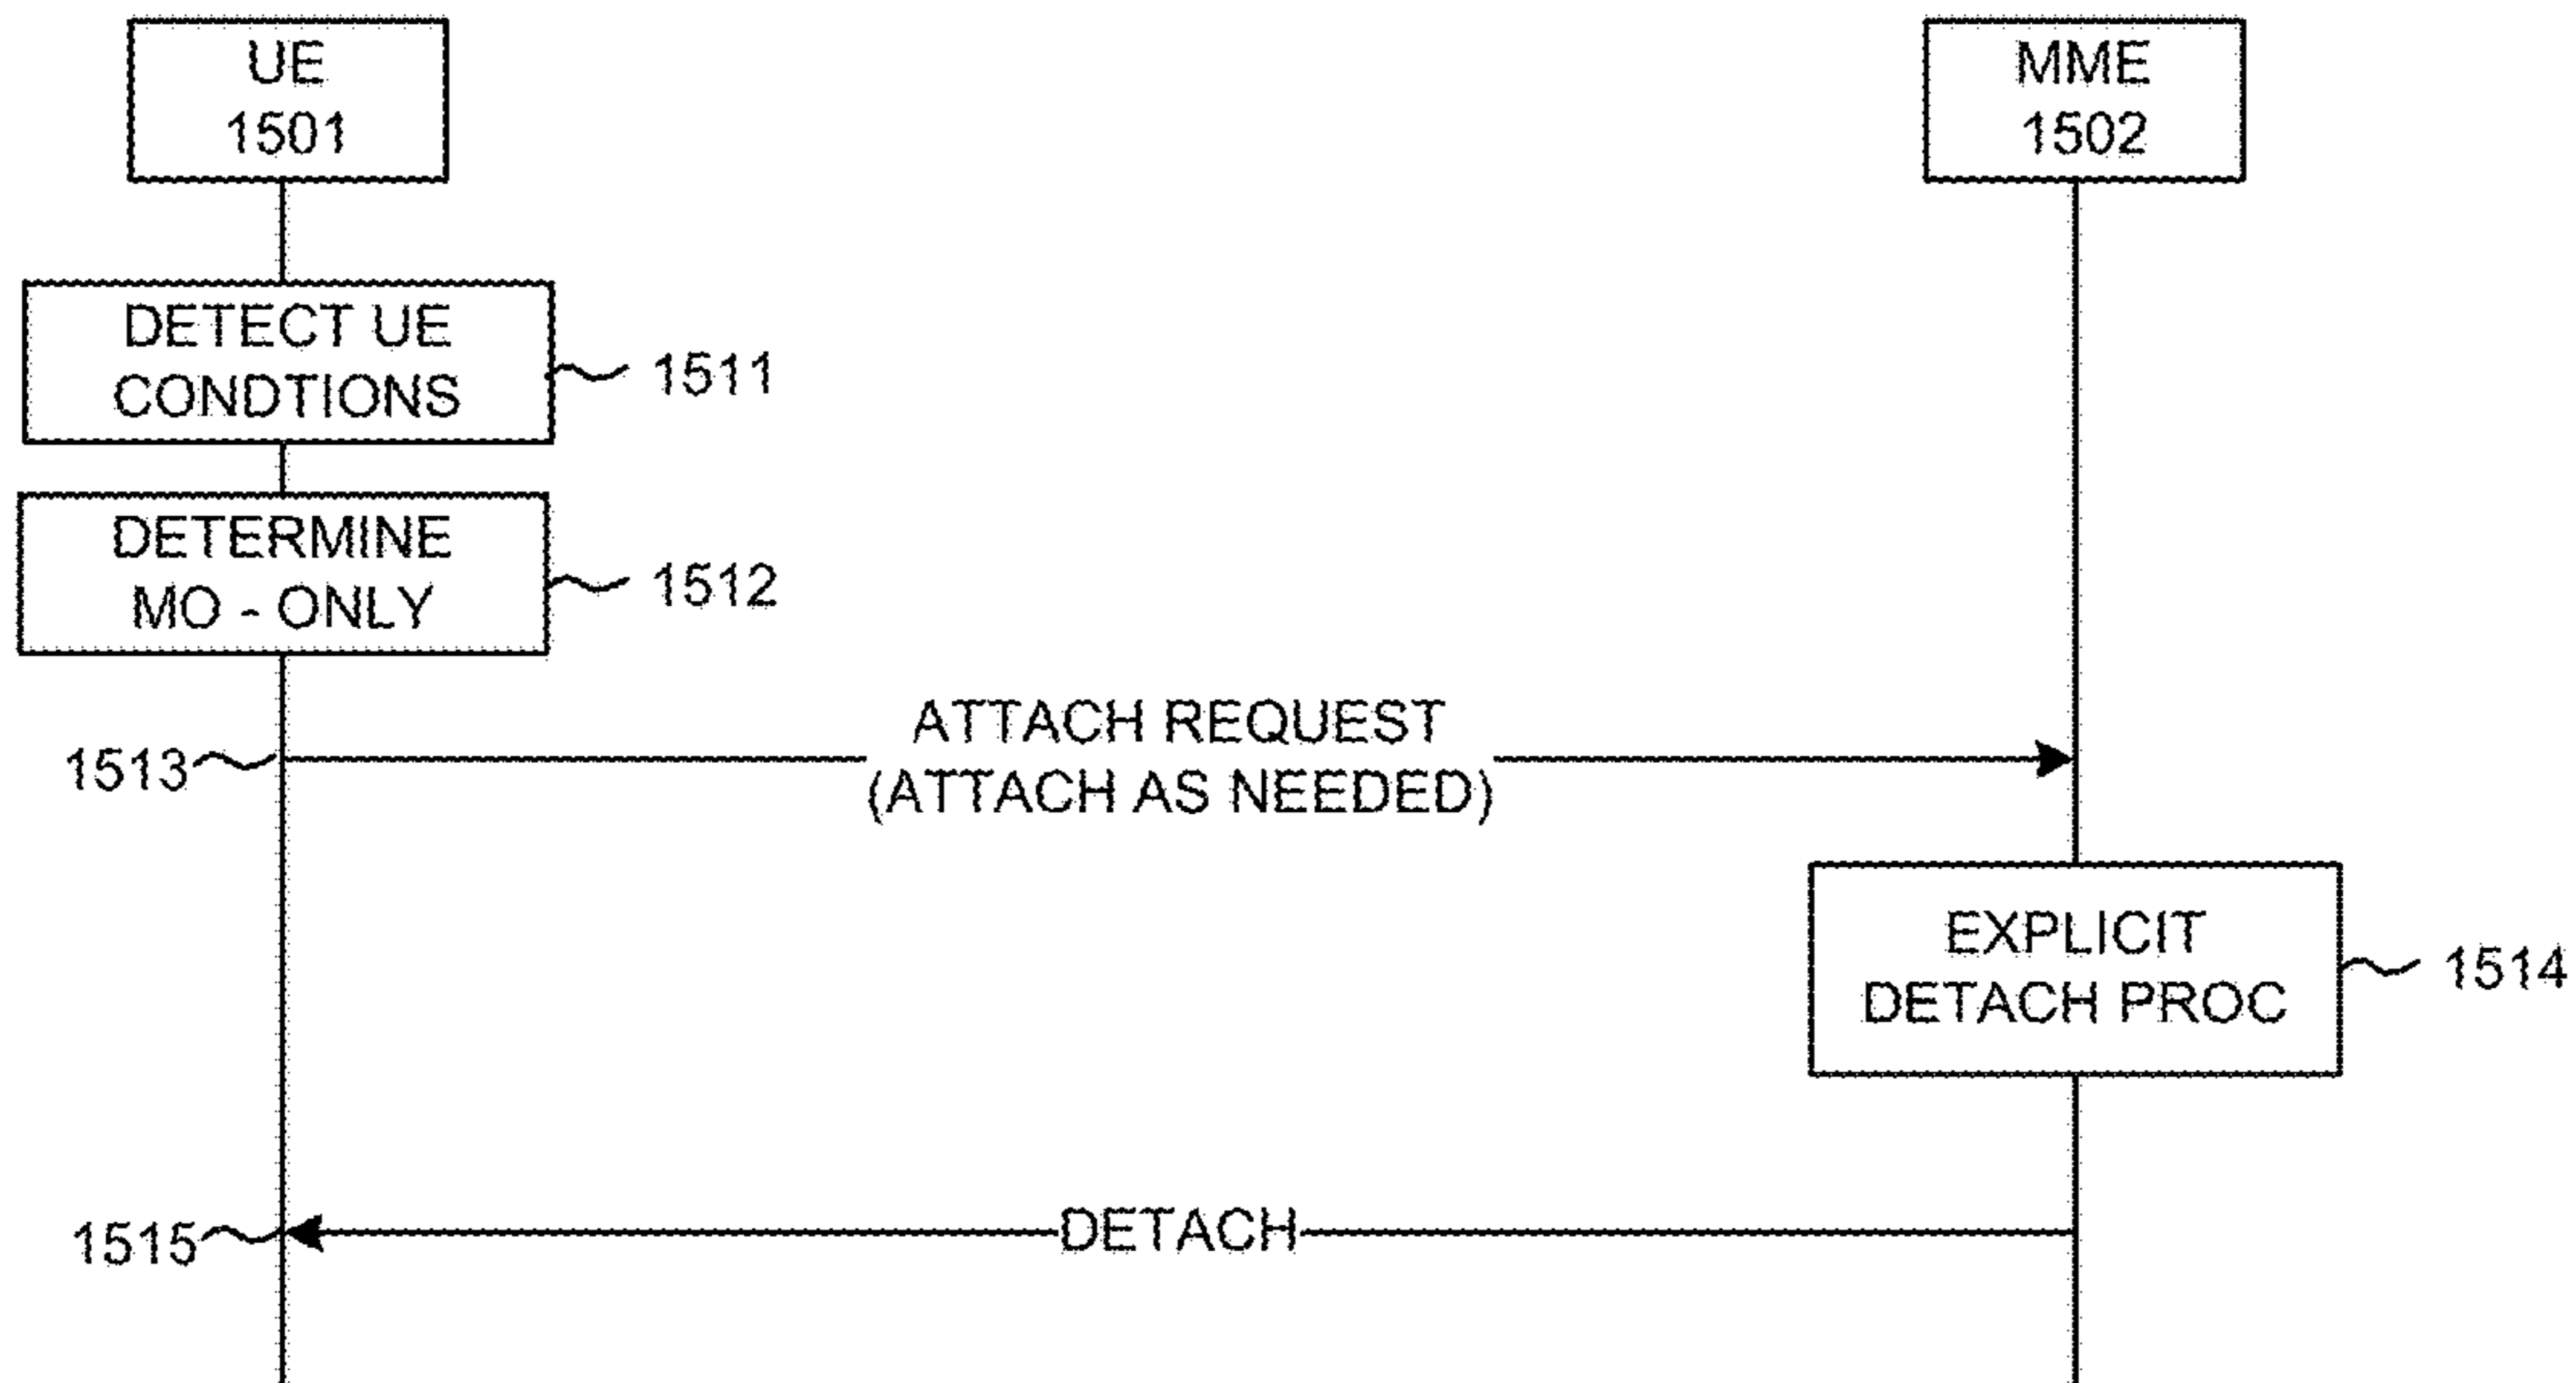 UE
1501
MME
1502
DETECT UE
CONDTIONS
1511
DETERMINE
MO - ONLY
1512
ATTACH REQUEST
(ATTACH AS NEEDED)
1513
EXPLICIT
DETACH PROC
1514
DETACH
1515